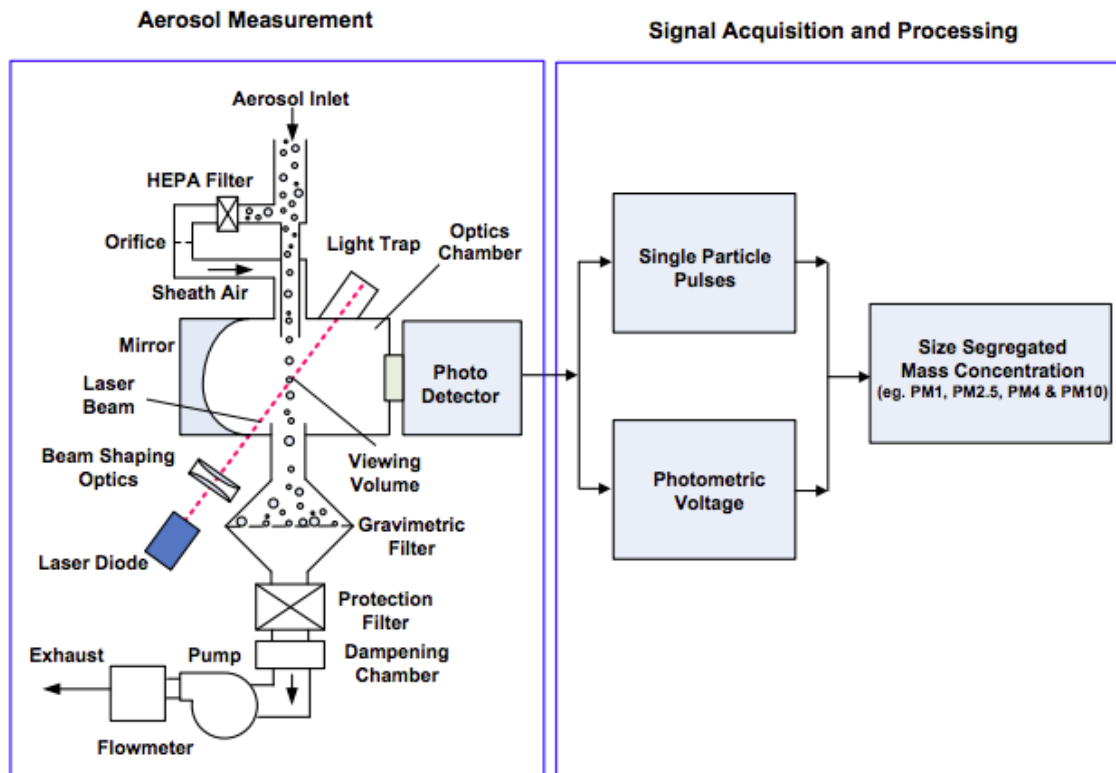 Aerosol Measurement
Signal Acquisition and Processing
Aerosol Inlet
HEPA Filter
Orifice
Sheath Air
Light Trap
Optics
Chamber
Mirror
Laser
Beam
Photo
Detector
Beam Shaping
Optics
Viewing
Volume
Laser Diode
Gravimetric
Filter
Protection
Filter
Dampening
Chamber
Exhaust
Pump
Flowmeter
Single Particle
Pulses
Photometric
Voltage
Size Segregated
Mass Concentration
(eg. PM1, PM2.5, PM4 & PM10)